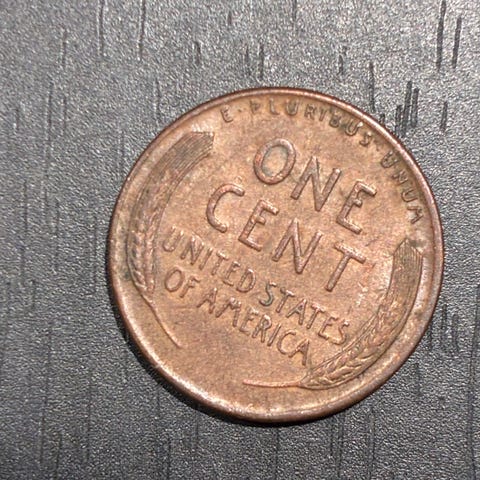 E · PLURIBUS · UNUM
ONE
CENT
UNITED STATES
OF AMERICA